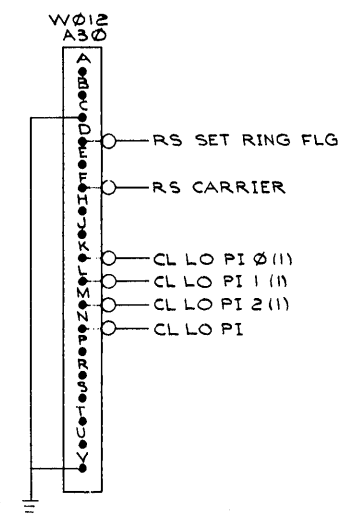 WØ12
A3Ø
A
B
C
D
RS SET RING FLG
E
F
RS CARRIER
H
J
K
CL LO PI Ø (1)
L
CL LO PI 1 (1)
M
CL LO PI 2 (1)
N
CL LO PI
P
R
S
T
U
V